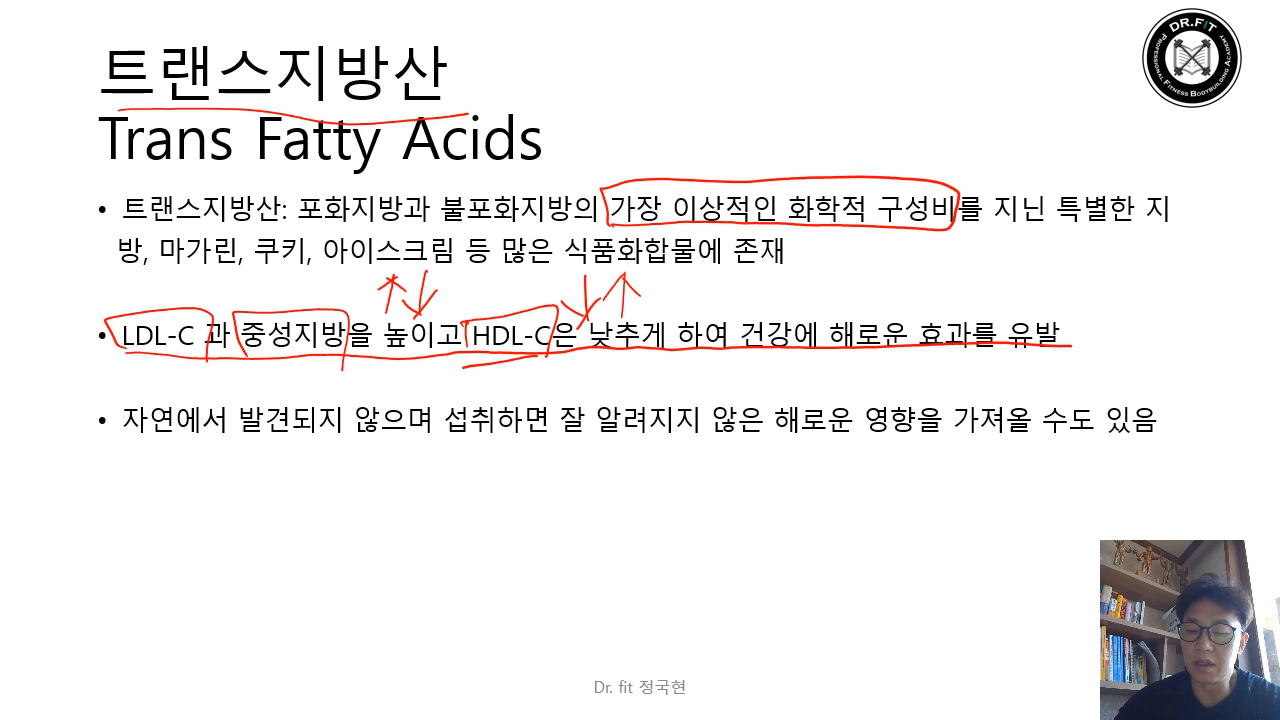 DR.FIT
PROFESSIONAL FITNESS BODYBUILDING ACADEMY
트랜스지방산
Trans Fatty Acids
• 트랜스지방산: 포화지방과 불포화지방의 가장 이상적인 화학적 구성비를 지닌 특별한 지
방, 마가린, 쿠키, 아이스크림 등 많은 식품화합물에 존재
• LDL-C 과 중성지방을 높이고 HDL-C은 낮추게 하여 건강에 해로운 효과를 유발
• 자연에서 발견되지 않으며 섭취하면 잘 알려지지 않은 해로운 영향을 가져올 수도 있음
Dr. fit 정국현